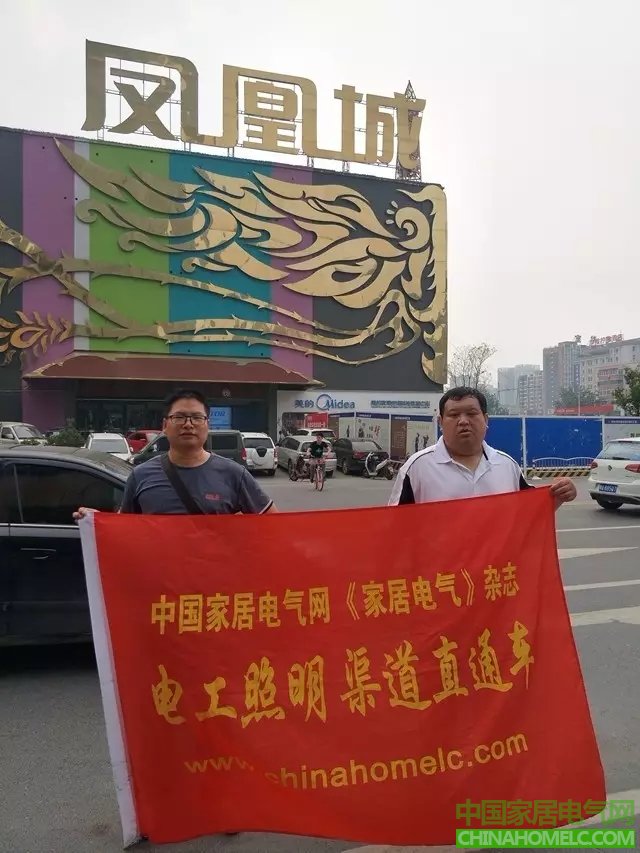 凤凰城
美的 Midea
中国家居电气网《家居电气》杂志
电工照明 渠道直通车
www.chinahomelc.com
中国家居电气网
CHINAHOMELC.COM